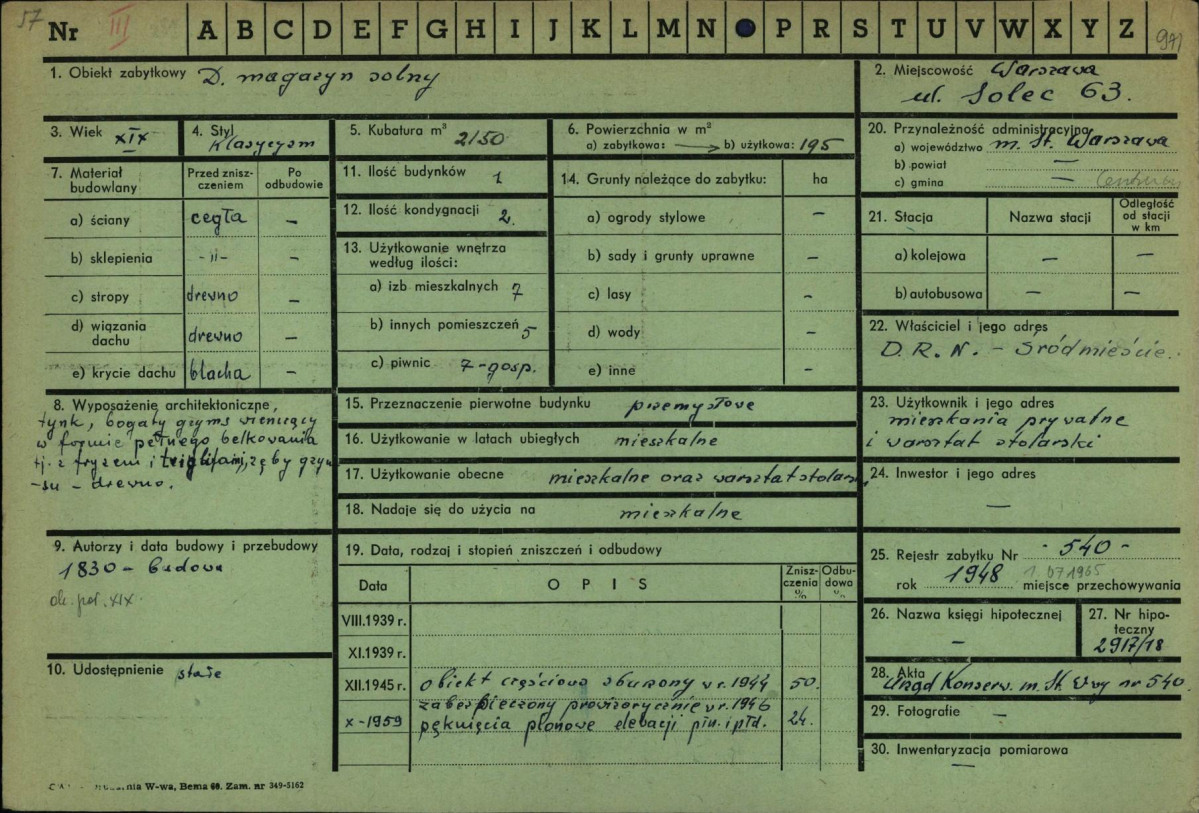 57
Nr III A B C D E F G H I J K L M N P R S T U V W X Y Z 971
1. Obiekt zabytkowy D. magazyn solny
2. Miejscowość Warszawa
ul. Solec 63.
3. Wiek XIX
4. Styl Klasycyzm
5. Kubatura m³ 2150
6. Powierzchnia w m²
a) zabytkowa: b) użytkowa: 195
7. Materiał budowlany
Przed zniszczeniem
Po odbudowie
a) ściany cegła –
b) sklepienia -"- –
c) stropy drewno –
d) wiązania dachu drewno –
e) krycie dachu blacha –
8. Wyposażenie architektoniczne,
tynk, bogaty gzyms wieńczący
w formie pełnego belkowania
tj. z fryzem i tryglifami, zęby gzym
-su – drewno.
9. Autorzy i data budowy i przebudowy
1830 – budowa
ok. poł. XIX.
10. Udostępnienie stałe
11. Ilość budynków 1
12. Ilość kondygnacji 2.
13. Użytkowanie wnętrza
według ilości:
a) izb mieszkalnych 7
b) innych pomieszczeń 5
c) piwnic 7-gosp.
14. Grunty należące do zabytku: ha
a) ogrody stylowe –
b) sady i grunty uprawne –
c) lasy –
d) wody –
e) inne –
15. Przeznaczenie pierwotne budynku przemysłowe
16. Użytkowanie w latach ubiegłych mieszkalne
17. Użytkowanie obecne mieszkalne oraz warsztat stolars.
18. Nadaje się do użycia na mieszkalne
19. Data, rodzaj i stopień zniszczeń i odbudowy
Data OPIS Zniszczenia % Odbudowa %
VIII.1939 r.
XI.1939 r.
XII.1945 r. obiekt częściowo zburzony w r. 1944 50.
zabezpieczony prowizorycznie w r. 1946
X-1959 pęknięcia pionowe elewacji płn. i płd. 24.
20. Przynależność administracyjna
a) województwo m. St. Warszawa
b) powiat –
c) gmina – Centrum
21. Stacja Nazwa stacji Odległość od stacji w km
a) kolejowa – –
b) autobusowa – –
22. Właściciel i jego adres
D. R. N. – Śródmieście.
23. Użytkownik i jego adres
mieszkania prywatne
i warsztat stolarski
24. Inwestor i jego adres
–
25. Rejestr zabytku Nr - 540 -
rok 1948 1.07.1965 miejsce przechowywania
26. Nazwa księgi hipotecznej
–
27. Nr hipoteczny
2917/18
28. Akta Urząd Konserw. m. St. W-wy nr 540.
29. Fotografie –
30. Inwentaryzacja pomiarowa
–
W-wa, Bema 60. Zam. nr 349-5162